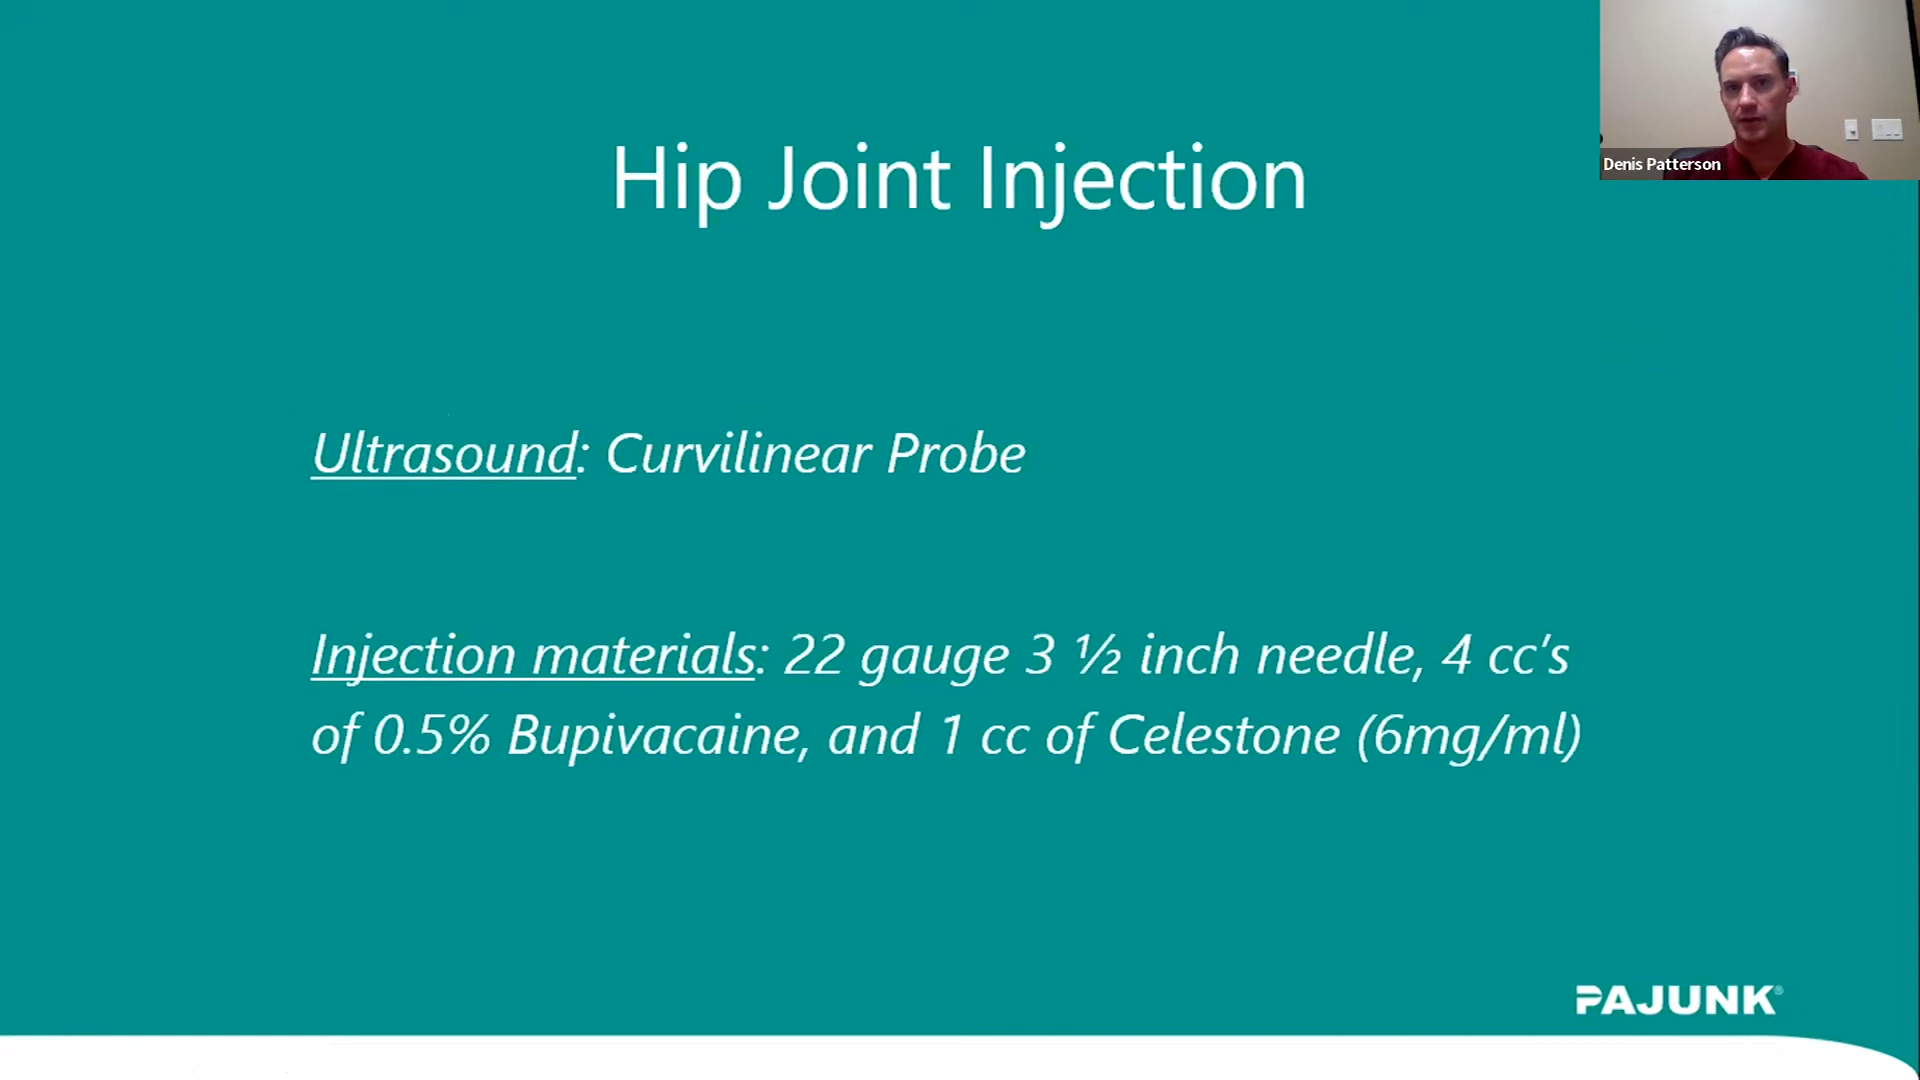 Hip Joint Injection
Denis Patterson
Ultrasound: Curvilinear Probe
Injection materials: 22 gauge 3 ½ inch needle, 4 cc’s
of 0.5% Bupivacaine, and 1 cc of Celestone (6mg/ml)
PAJUNK®